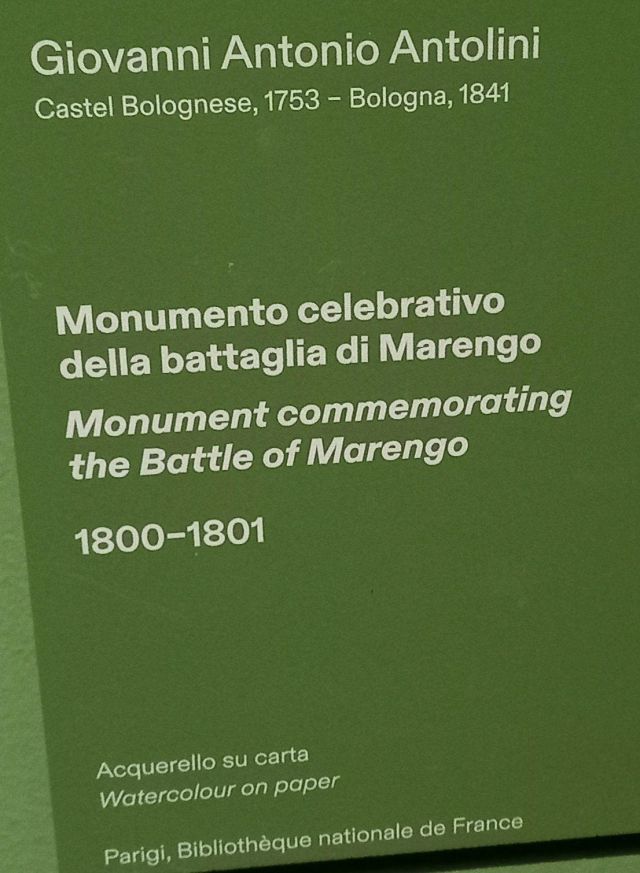 Giovanni Antonio Antolini
Castel Bolognese, 1753 – Bologna, 1841
Monumento celebrativo
della battaglia di Marengo
Monument commemorating
the Battle of Marengo
1800–1801
Acquerello su carta
Watercolour on paper
Parigi, Bibliothèque nationale de France